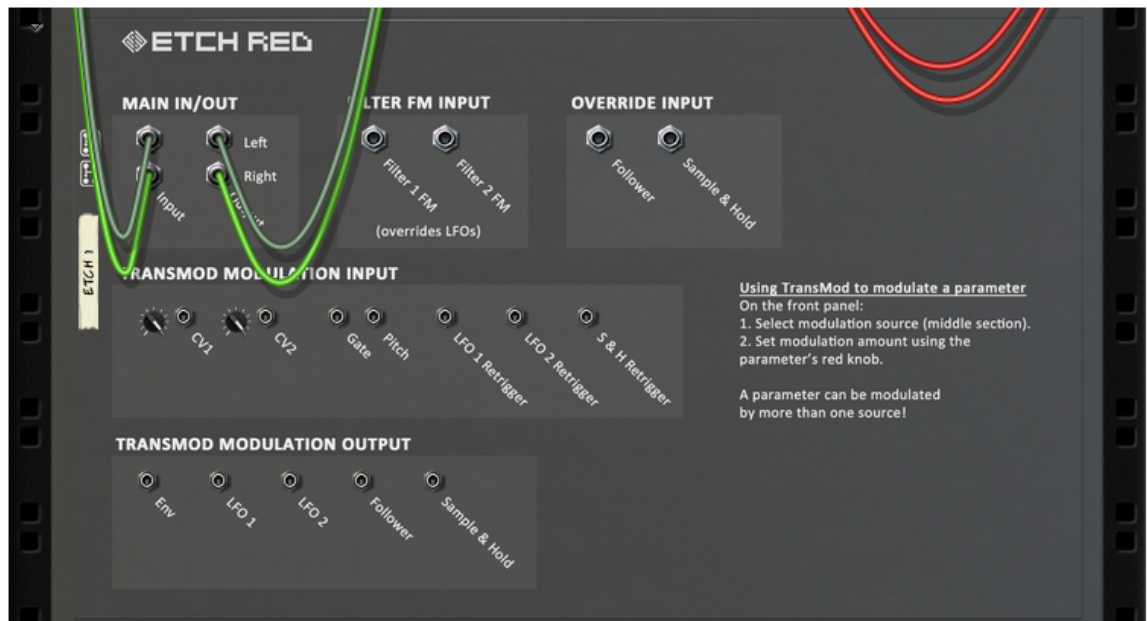 ETCH RED
MAIN IN/OUT
FILTER FM INPUT
OVERRIDE INPUT
Left
Right
Input
Output
Filter 1 FM
Filter 2 FM
(overrides LFOs)
Follower
Sample & Hold
ETCH 1
TRANSMOD MODULATION INPUT
CV1
CV2
Gate
Pitch
LFO 1 Retrigger
LFO 2 Retrigger
S & H Retrigger
Using TransMod to modulate a parameter
On the front panel:
1. Select modulation source (middle section).
2. Set modulation amount using the
parameter's red knob.
A parameter can be modulated
by more than one source!
TRANSMOD MODULATION OUTPUT
Env
LFO 1
LFO 2
Follower
Sample & Hold